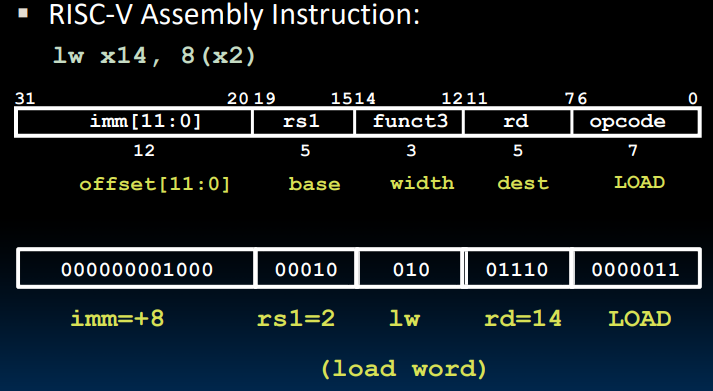 ▪ RISC-V Assembly Instruction:
lw x14, 8(x2)
31 20 19 15 14 12 11 7 6 0
imm[11:0] rs1 funct3 rd opcode
12 5 3 5 7
offset[11:0] base width dest LOAD
000000001000 00010 010 01110 0000011
imm=+8 rs1=2 lw rd=14 LOAD
(load word)